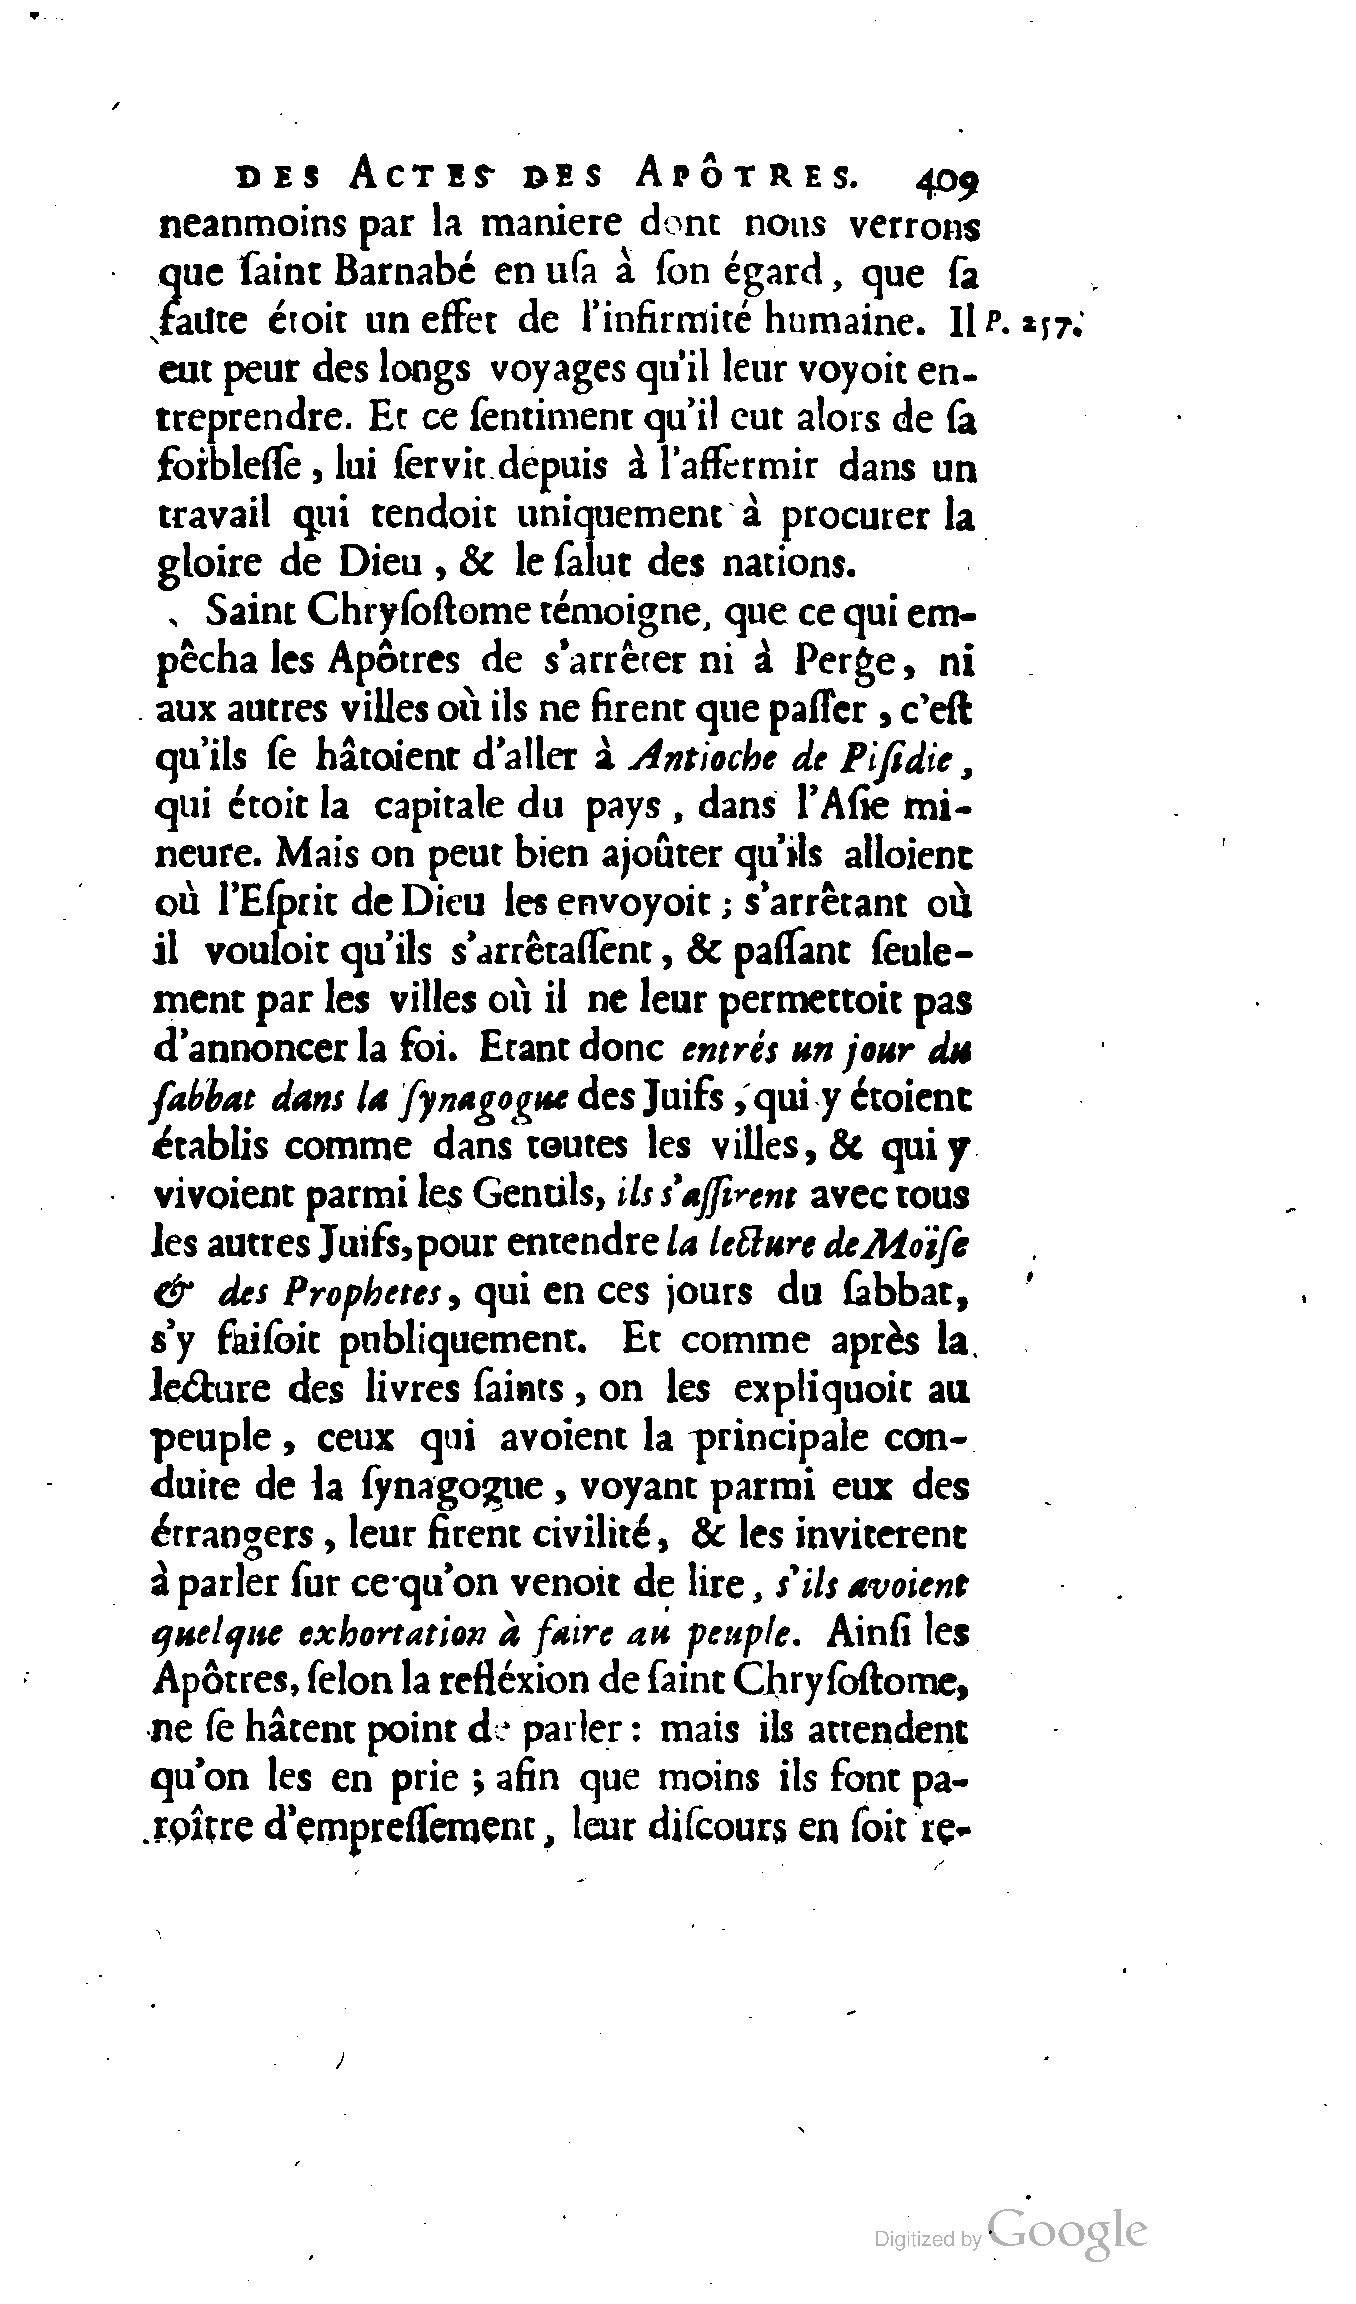 DES ACTES DES APÔTRES. 409
neanmoins par la maniere dont nous verrons
que ſaint Barnabé en uſa à ſon égard, que ſa
faute étoit un effet de l'infirmité humaine. Il P. 257.
eut peur des longs voyages qu'il leur voyoit en-
treprendre. Et ce ſentiment qu'il eut alors de ſa
foibleſſe, lui ſervit depuis à l'affermir dans un
travail qui tendoit uniquement à procurer la
gloire de Dieu, & le ſalut des nations.
Saint Chryſoſtome témoigne, que ce qui em-
pêcha les Apôtres de s'arrêter ni à Perge, ni
aux autres villes où ils ne firent que paſſer, c'eſt
qu'ils ſe hâtoient d'aller à Antioche de Piſidie,
qui étoit la capitale du pays, dans l'Aſie mi-
neure. Mais on peut bien ajoûter qu'ils alloient
où l'Eſprit de Dieu les envoyoit; s'arrêtant où
il vouloit qu'ils s'arrêtaſſent, & paſſant ſeule-
ment par les villes où il ne leur permettoit pas
d'annoncer la foi. Etant donc entrés un jour du
ſabbat dans la ſynagogue des Juifs, qui y étoient
établis comme dans toutes les villes, & qui y
vivoient parmi les Gentils, ils s'aſſirent avec tous
les autres Juifs, pour entendre la lecture de Moïſe
& des Prophetes, qui en ces jours du ſabbat,
s'y faiſoit publiquement. Et comme après la
lecture des livres ſaints, on les expliquoit au
peuple, ceux qui avoient la principale con-
duite de la ſynagogue, voyant parmi eux des
étrangers, leur firent civilité, & les inviterent
à parler ſur ce qu'on venoit de lire, s'ils avoient
quelque exhortation à faire au peuple. Ainſi les
Apôtres, ſelon la refléxion de ſaint Chryſoſtome,
ne ſe hâtent point de parler: mais ils attendent
qu'on les en prie; afin que moins ils font pa-
roître d'empreſſement, leur diſcours en ſoit re-
Digitized by Google